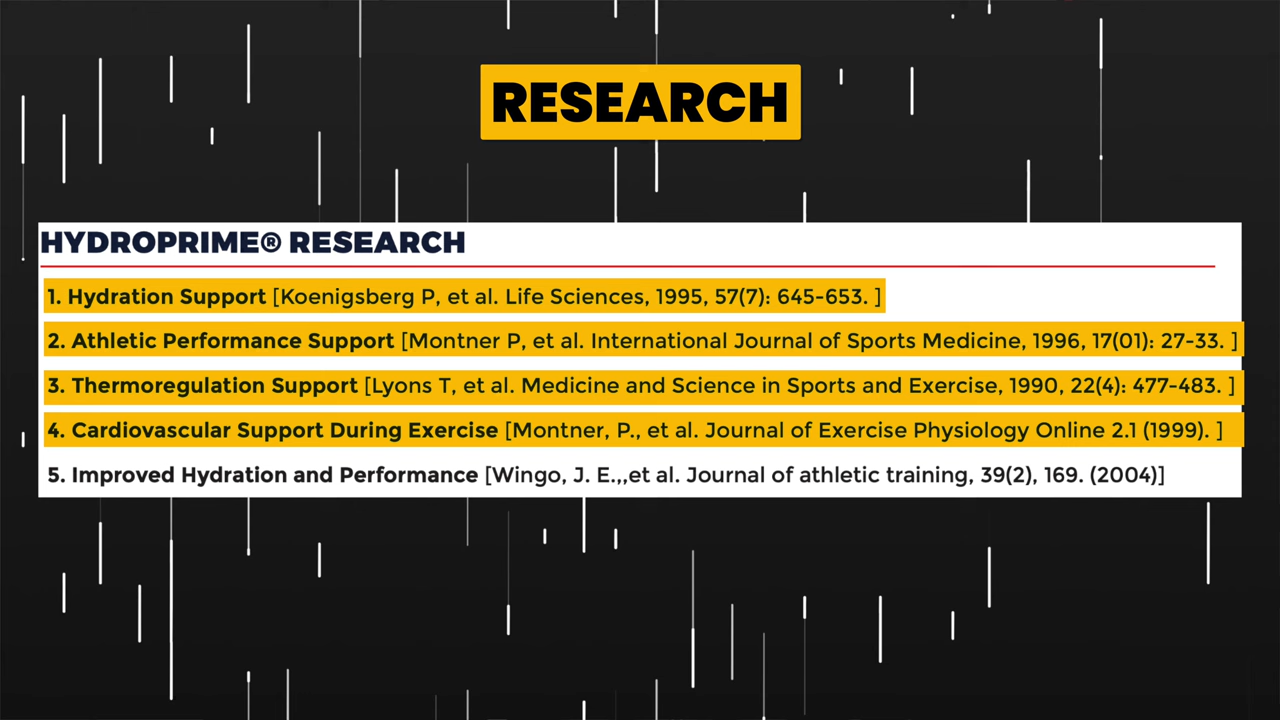 RESEARCH
HYDROPRIME® RESEARCH
1. Hydration Support [Koenigsberg P, et al. Life Sciences, 1995, 57(7): 645-653. ]
2. Athletic Performance Support [Montner P, et al. International Journal of Sports Medicine, 1996, 17(01): 27-33. ]
3. Thermoregulation Support [Lyons T, et al. Medicine and Science in Sports and Exercise, 1990, 22(4): 477-483. ]
4. Cardiovascular Support During Exercise [Montner, P., et al. Journal of Exercise Physiology Online 2.1 (1999). ]
5. Improved Hydration and Performance [Wingo, J. E.,,et al. Journal of athletic training, 39(2), 169. (2004)]